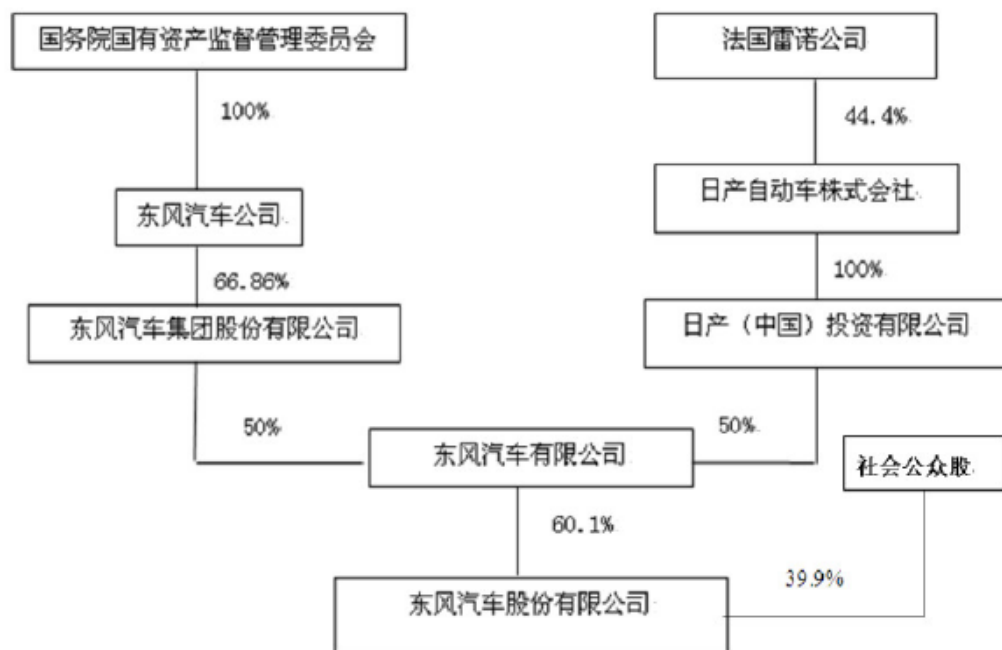 国务院国有资产监督管理委员会
法国雷诺公司
100%
44.4%
东风汽车公司
日产自动车株式会社
66.86%
100%
东风汽车集团股份有限公司
日产（中国）投资有限公司
50%
50%
东风汽车有限公司
社会公众股
60.1%
39.9%
东风汽车股份有限公司